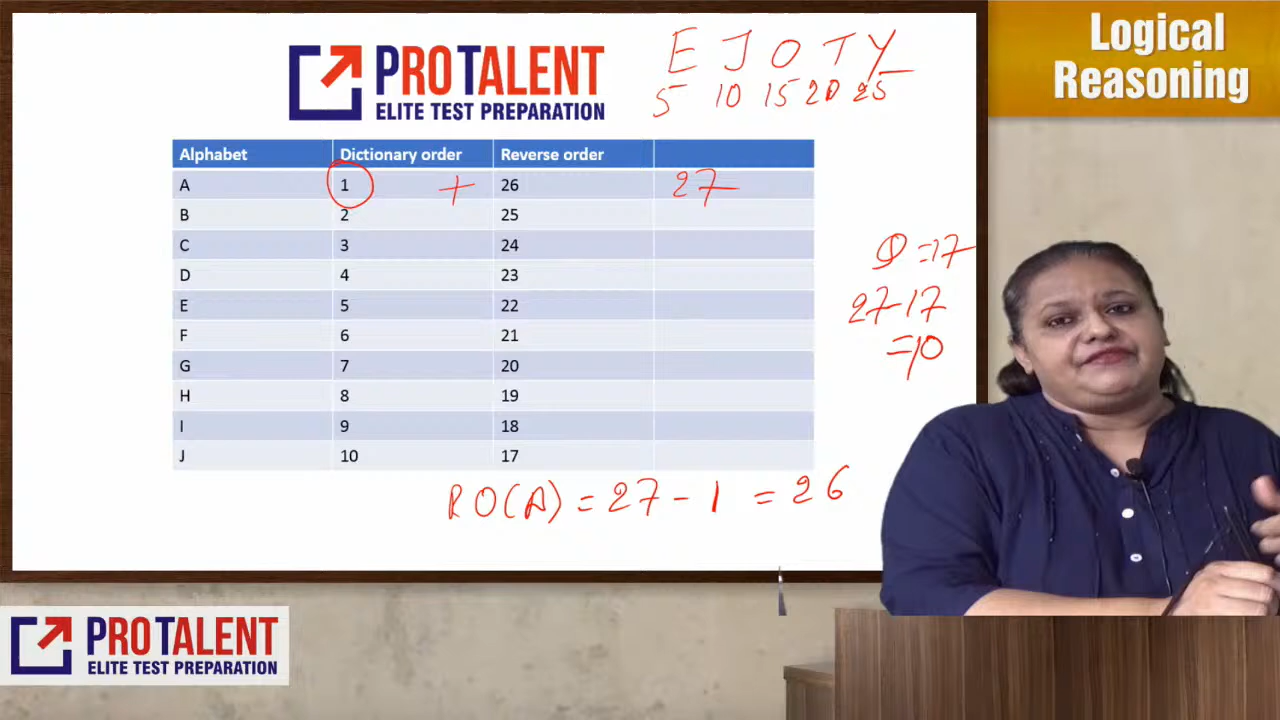 Logical
Reasoning
PROTALENT
ELITE TEST PREPARATION
E J O T Y
5 10 15 20 25
Alphabet Dictionary order Reverse order
A 1 + 26 27
B 2 25
C 3 24
D 4 23
E 5 22
F 6 21
G 7 20
H 8 19
I 9 18
J 10 17
Q = 17
27-17
=10
RO(A) = 27 - 1 = 26
PROTALENT
ELITE TEST PREPARATION